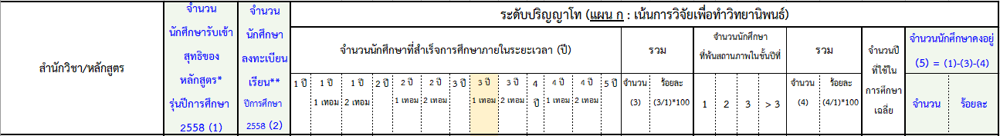 สำนักวิชา/หลักสูตร
จำนวน
นักศึกษารับเข้า
สุทธิของ
หลักสูตร*
รุ่นปีการศึกษา
2558 (1)
จำนวน
นักศึกษา
ลงทะเบียน
เรียน**
ปีการศึกษา
2558 (2)
ระดับปริญญาโท (แผน ก : เน้นการวิจัยเพื่อทำวิทยานิพนธ์)
จำนวนนักศึกษาที่สำเร็จการศึกษาภายในระยะเวลา (ปี)
1 ปี
1 ปี
1 เทอม
1 ปี
2 เทอม
2 ปี
2 ปี
1 เทอม
2 ปี
2 เทอม
3 ปี
3 ปี
1 เทอม
3 ปี
2 เทอม
4
ปี
4 ปี
1 เทอม
4 ปี
2 เทอม
5 ปี
รวม
จำนวน
(3)
ร้อยละ
(3/1)*100
จำนวนนักศึกษา
ที่พ้นสถานภาพในชั้นปีที่
1
2
3
> 3
รวม
จำนวน
(4)
ร้อยละ
(4/1)*100
จำนวนปี
ที่ใช้ใน
การศึกษา
เฉลี่ย
จำนวนนักศึกษาคงอยู่
(5) = (1)-(3)-(4)
จำนวน
ร้อยละ